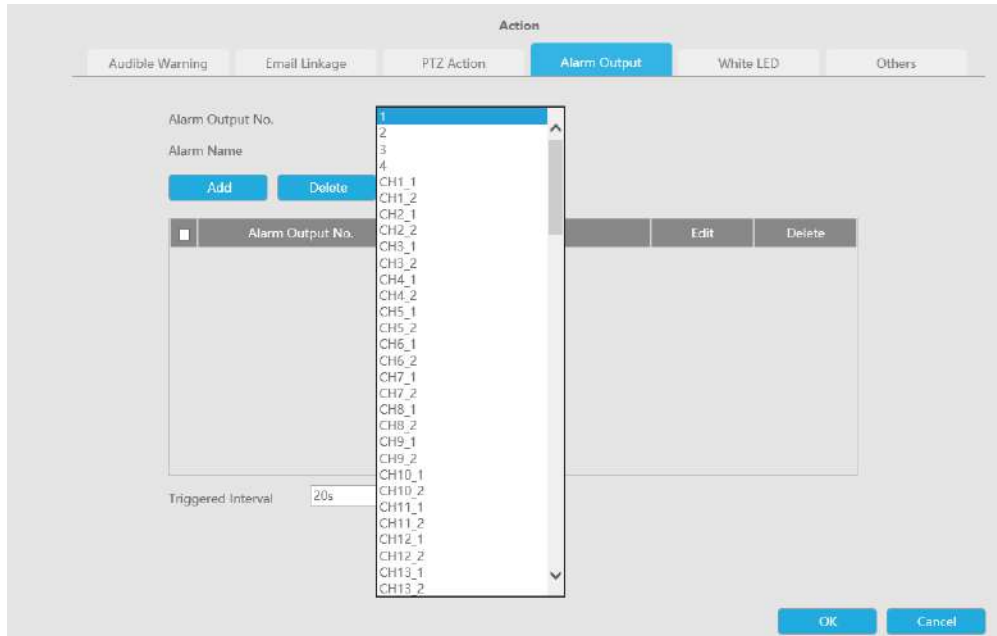 Action
Audible Warning Email Linkage PTZ Action Alarm Output White LED Others
Alarm Output No.
Alarm Name
Add Delete
Alarm Output No. Edit Delete
1
2
3
4
CH1_1
CH1_2
CH2_1
CH2_2
CH3_1
CH3_2
CH4_1
CH4_2
CH5_1
CH5_2
CH6_1
CH6_2
CH7_1
CH7_2
CH8_1
CH8_2
CH9_1
CH9_2
CH10_1
CH10_2
CH11_1
CH11_2
CH12_1
CH12_2
CH13_1
CH13_2
Triggered Interval 20s
OK Cancel